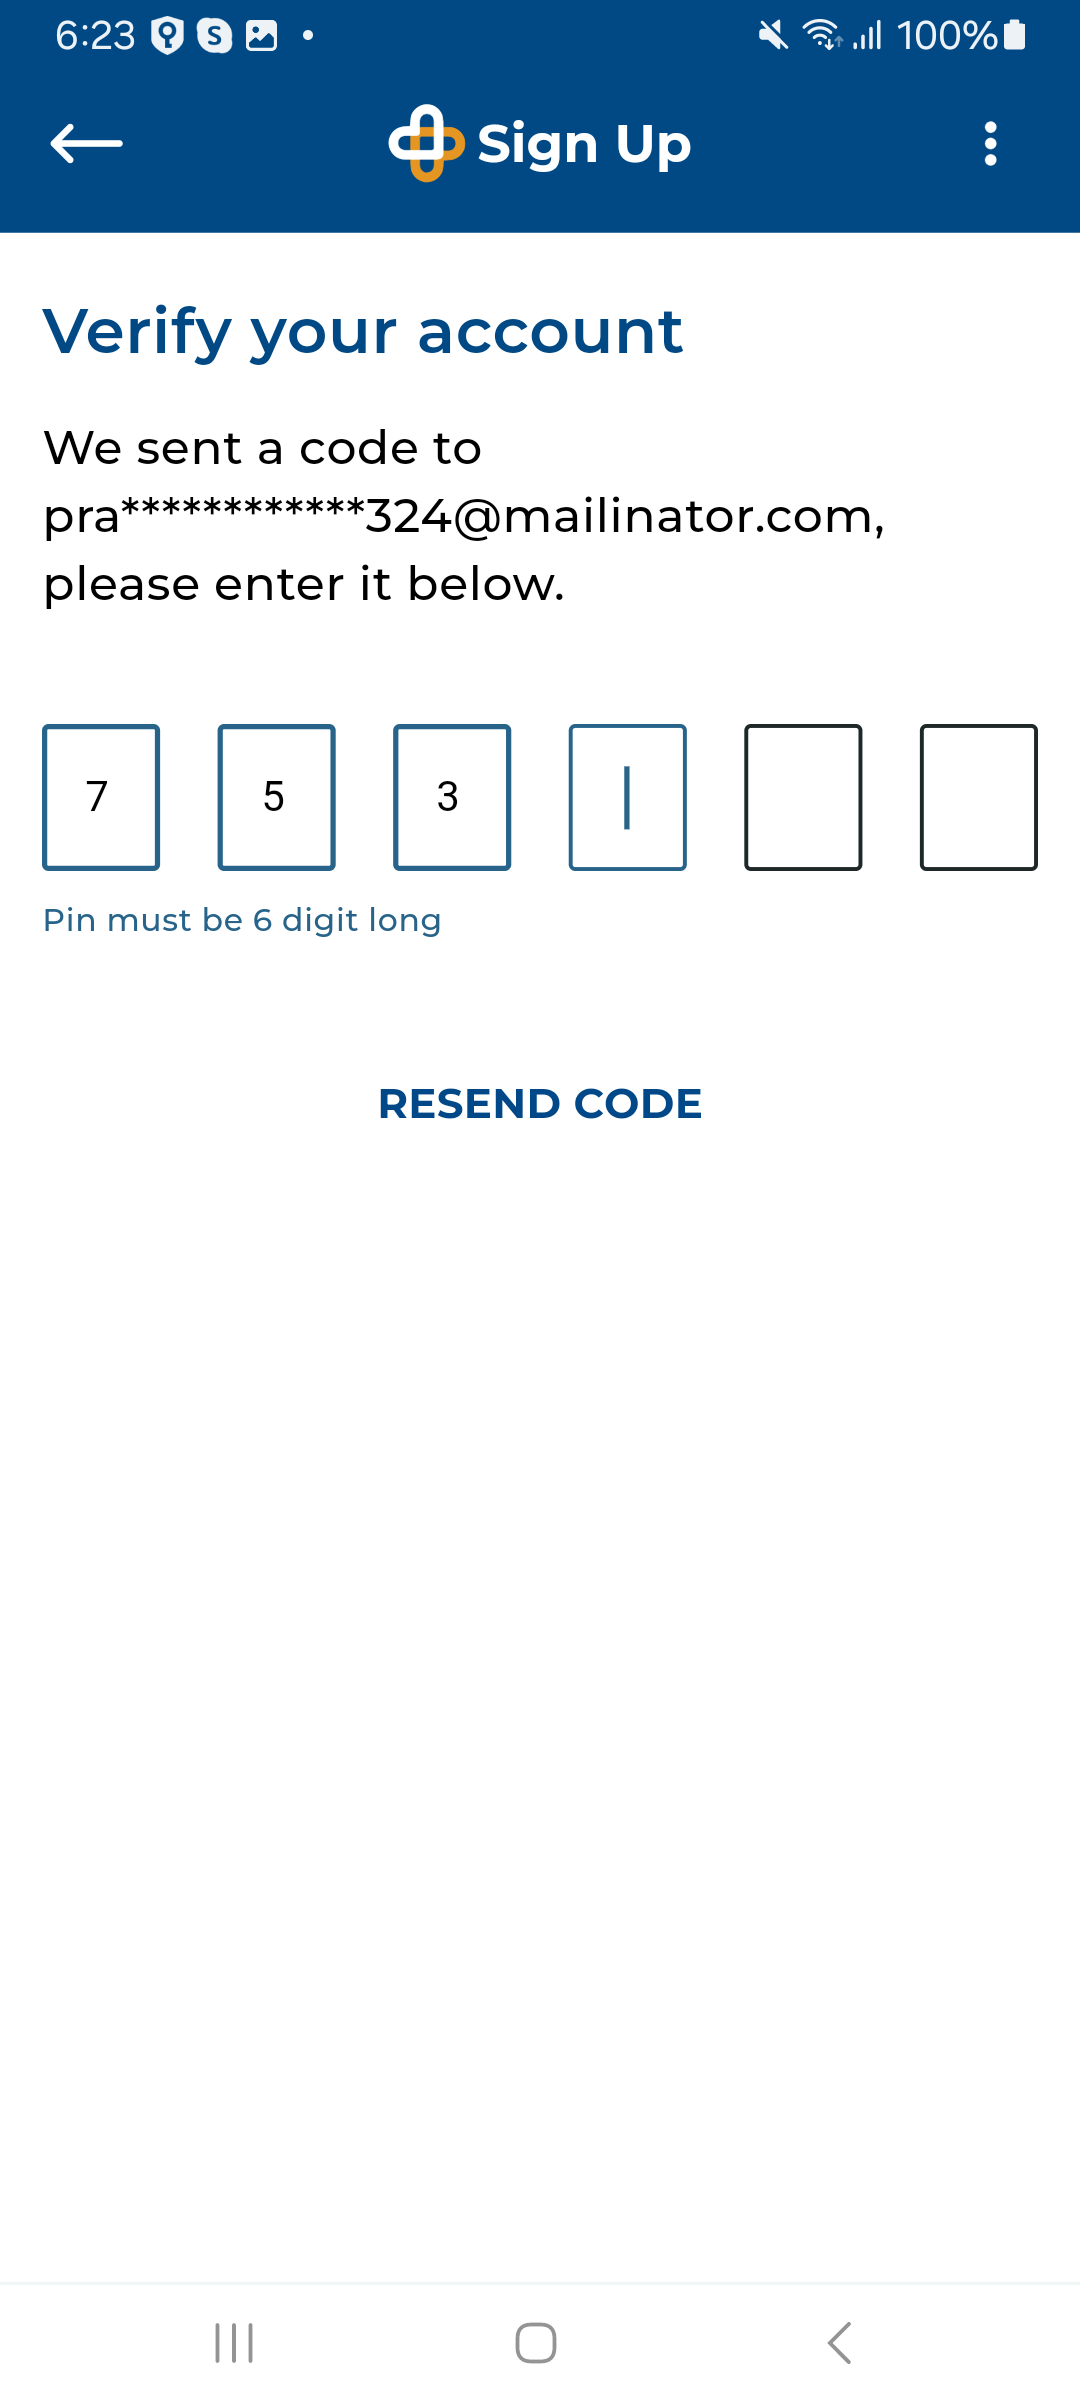 6:23
100%
Sign Up
Verify your account
We sent a code to
pra************324@mailinator.com,
please enter it below.
7 5 3
Pin must be 6 digit long
RESEND CODE